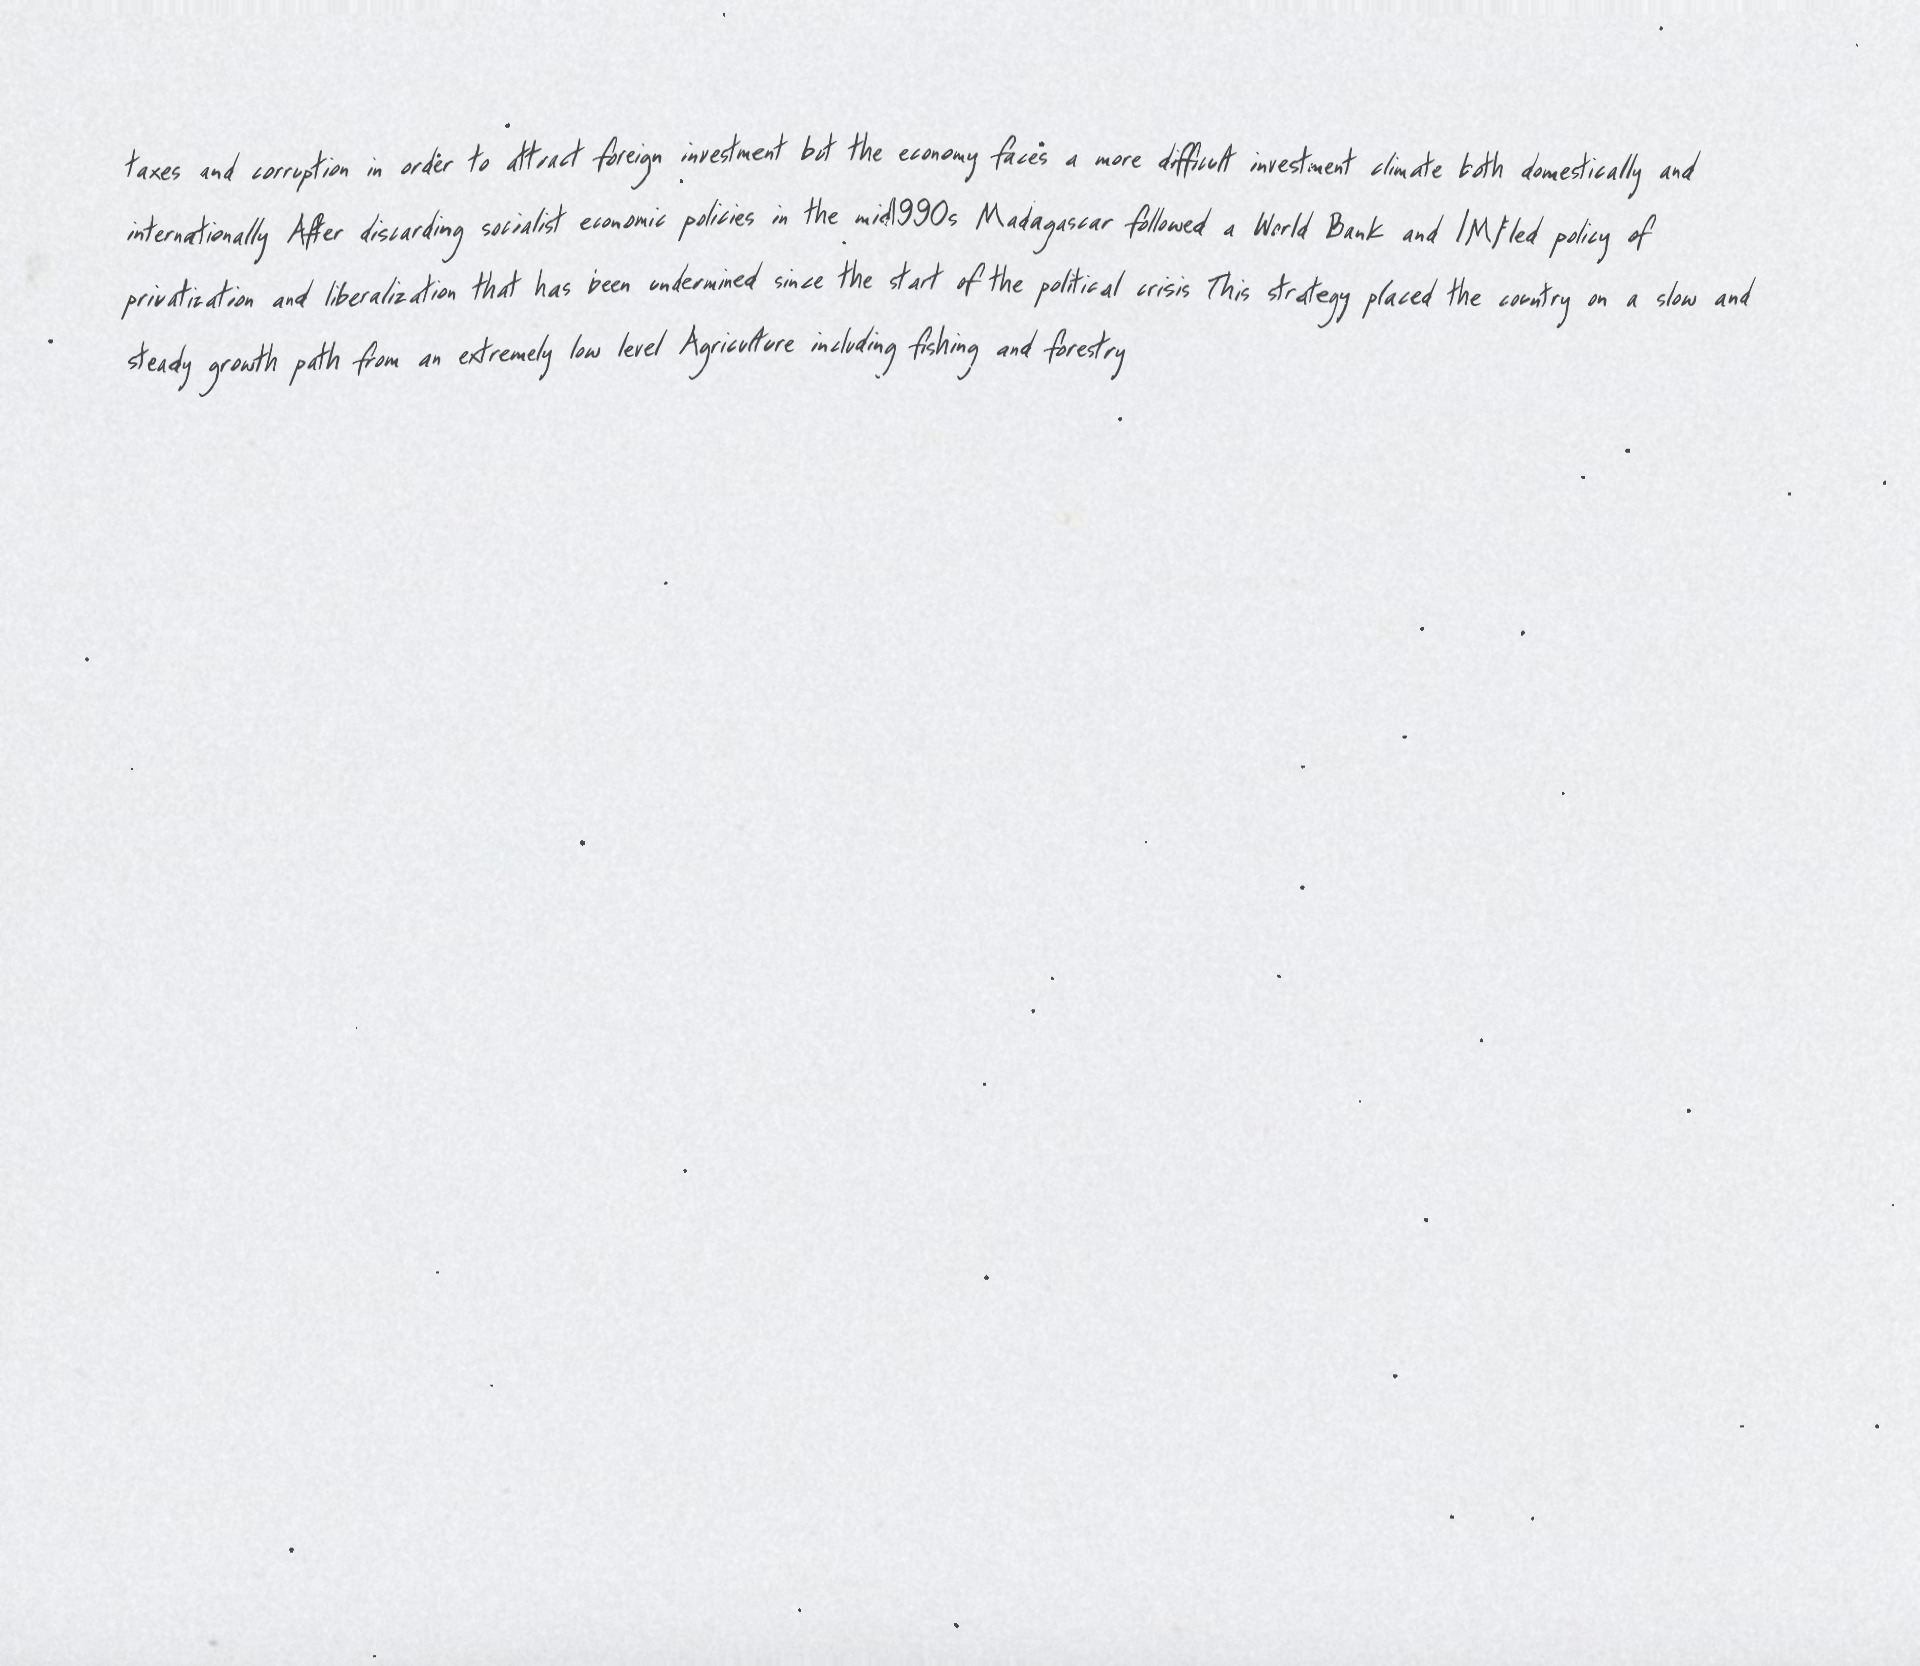 taxes and corruption in order to attract foreign investment but the economy faces a more difficult investment climate both domestically and
internationally After discarding socialist economic policies in the mid1990s Madagascar followed a World Bank and IMFled policy of
privatization and liberalization that has been undermined since the start of the political crisis This strategy placed the country on a slow and
steady growth path from an extremely low level Agriculture including fishing and forestry